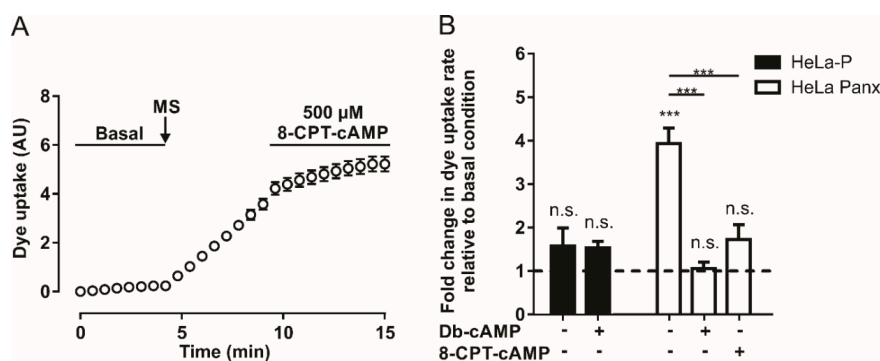 A
Dye uptake (AU)
8
6
4
2
0
Basal
MS
500 µM
8-CPT-cAMP
0
5
10
15
Time (min)
B
Fold change in dye uptake rate
relative to basal condition
6
5
4
2
1
0
HeLa-P
HeLa Panx
***
***
***
n.s.
n.s.
n.s.
n.s.
Db-cAMP - + - + -
8-CPT-cAMP - - - - +